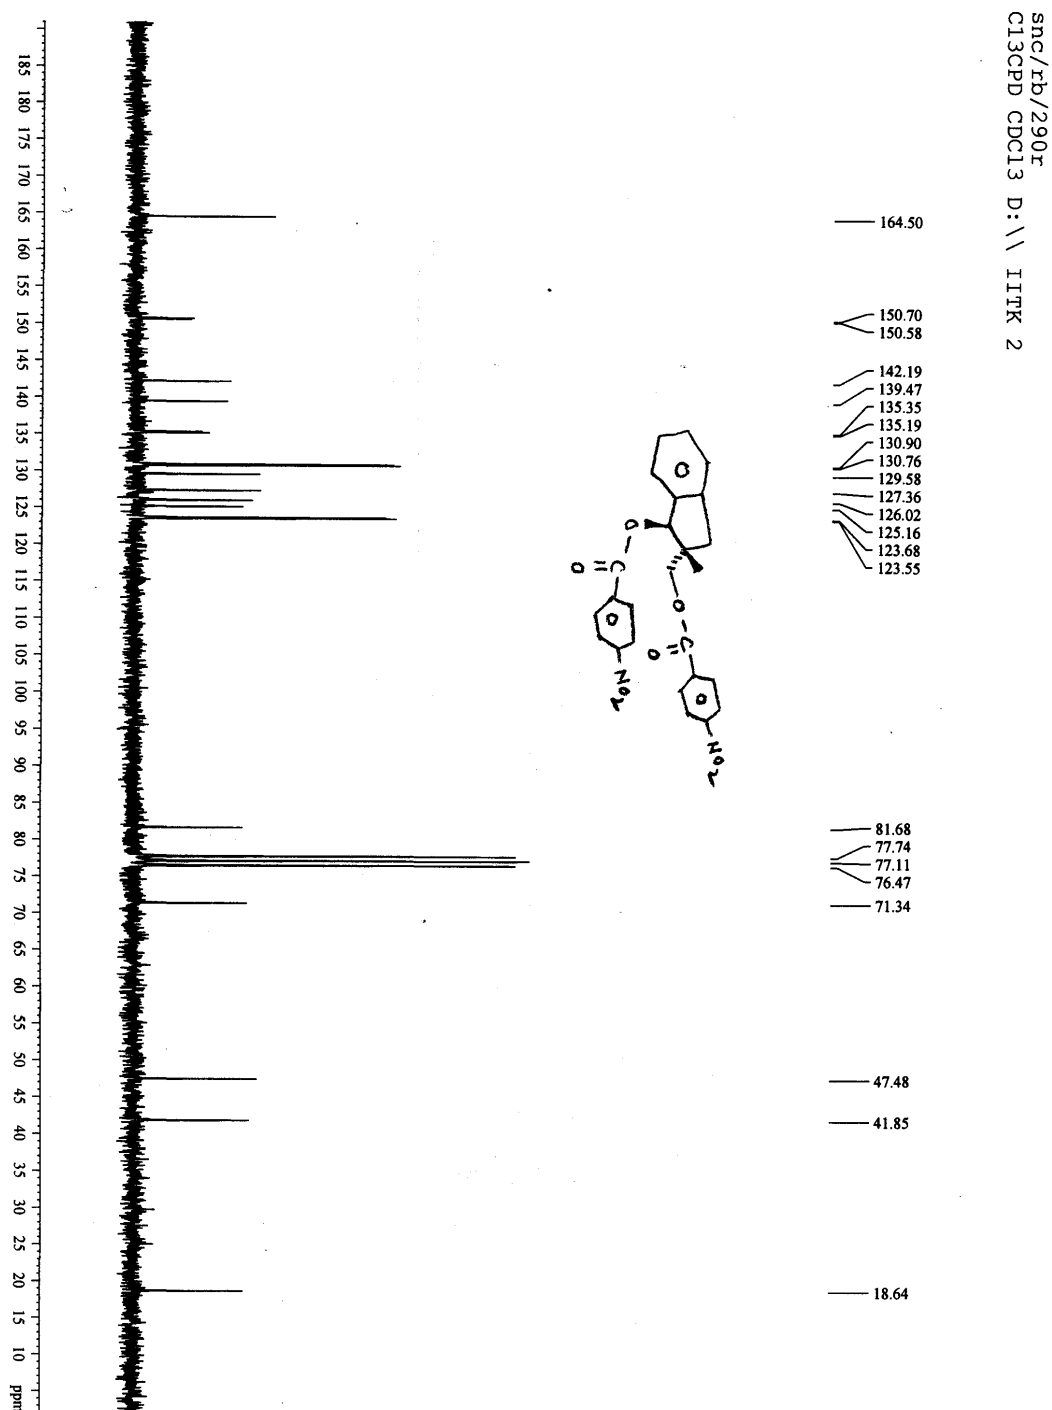 snc/rb/290r
C13CPD CDCl3 D:\\ IITK 2
164.50
150.70
150.58
142.19
139.47
135.35
135.19
130.90
130.76
129.58
127.36
126.02
125.16
123.68
123.55
81.68
77.74
77.11
76.47
71.34
47.48
41.85
18.64
O
O
C
O
O
NO2
O
C
O
O
NO2
185 180 175 170 165 160 155 150 145 140 135 130 125 120 115 110 105 100 95 90 85 80 75 70 65 60 55 50 45 40 35 30 25 20 15 10 ppm